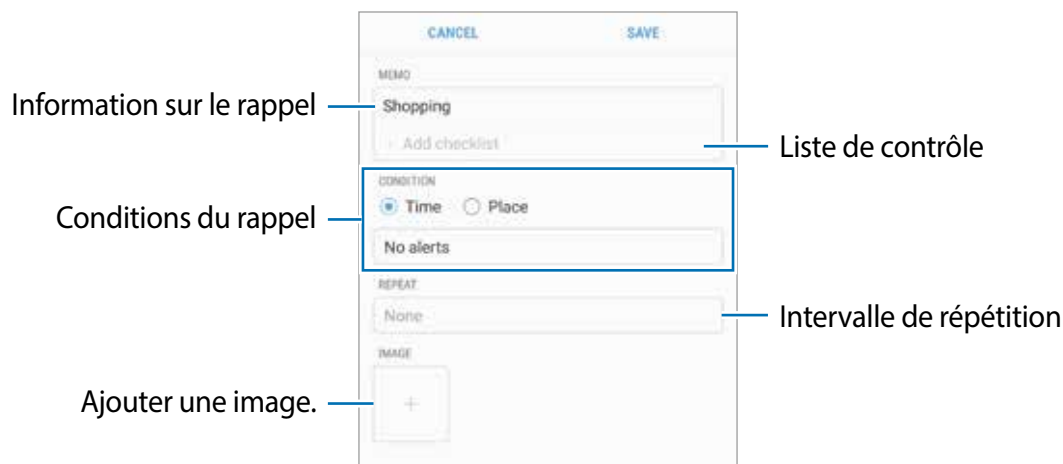 CANCEL SAVE
MEMO
Information sur le rappel
Shopping
Add checklist
Liste de contrôle
CONDITION
Conditions du rappel
Time Place
No alerts
REPEAT
None
Intervalle de répétition
IMAGE
Ajouter une image.
+